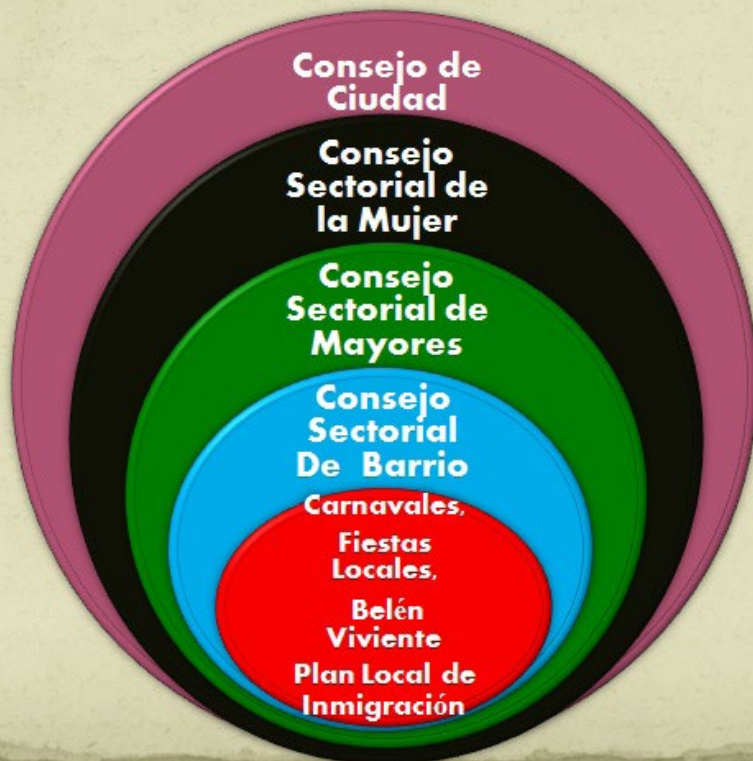 Consejo de
Ciudad
Consejo
Sectorial de
la Mujer
Consejo
Sectorial de
Mayores
Consejo
Sectorial
De Barrio
Carnavales,
Fiestas
Locales,
Belén
Viviente
Plan Local de
Inmigración